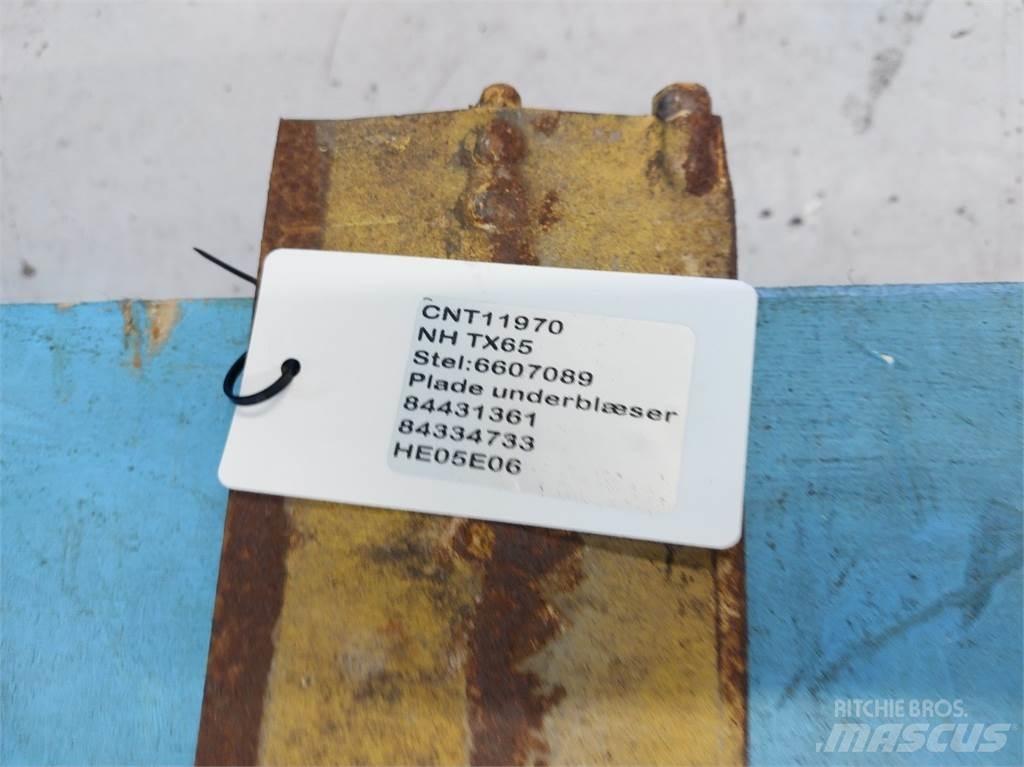 CNT11970
NH TX65
Stel:6607089
Plade underblæser
84431361
84334733
HE05E06
RITCHIE BROS.
MASCUS